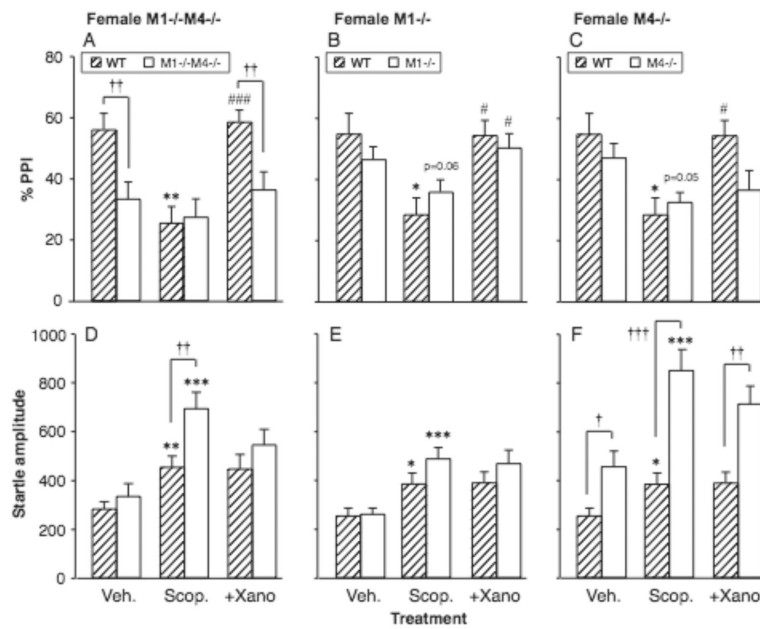 Female M1-/-M4-/-
Female M1-/-
Female M4-/-
A
B
C
WT M1-/-M4-/-
WT M1-/-
WT M4-/-
80
60
40
20
0
% PPI
††
**
###
††
*
p=0.06
#
#
*
p=0.05
#
D
E
F
1000
800
600
400
200
0
Startle amplitude
**
††
***
*
***
†
*
†††
***
††
Veh. Scop. +Xano
Veh. Scop. +Xano
Veh. Scop. +Xano
Treatment